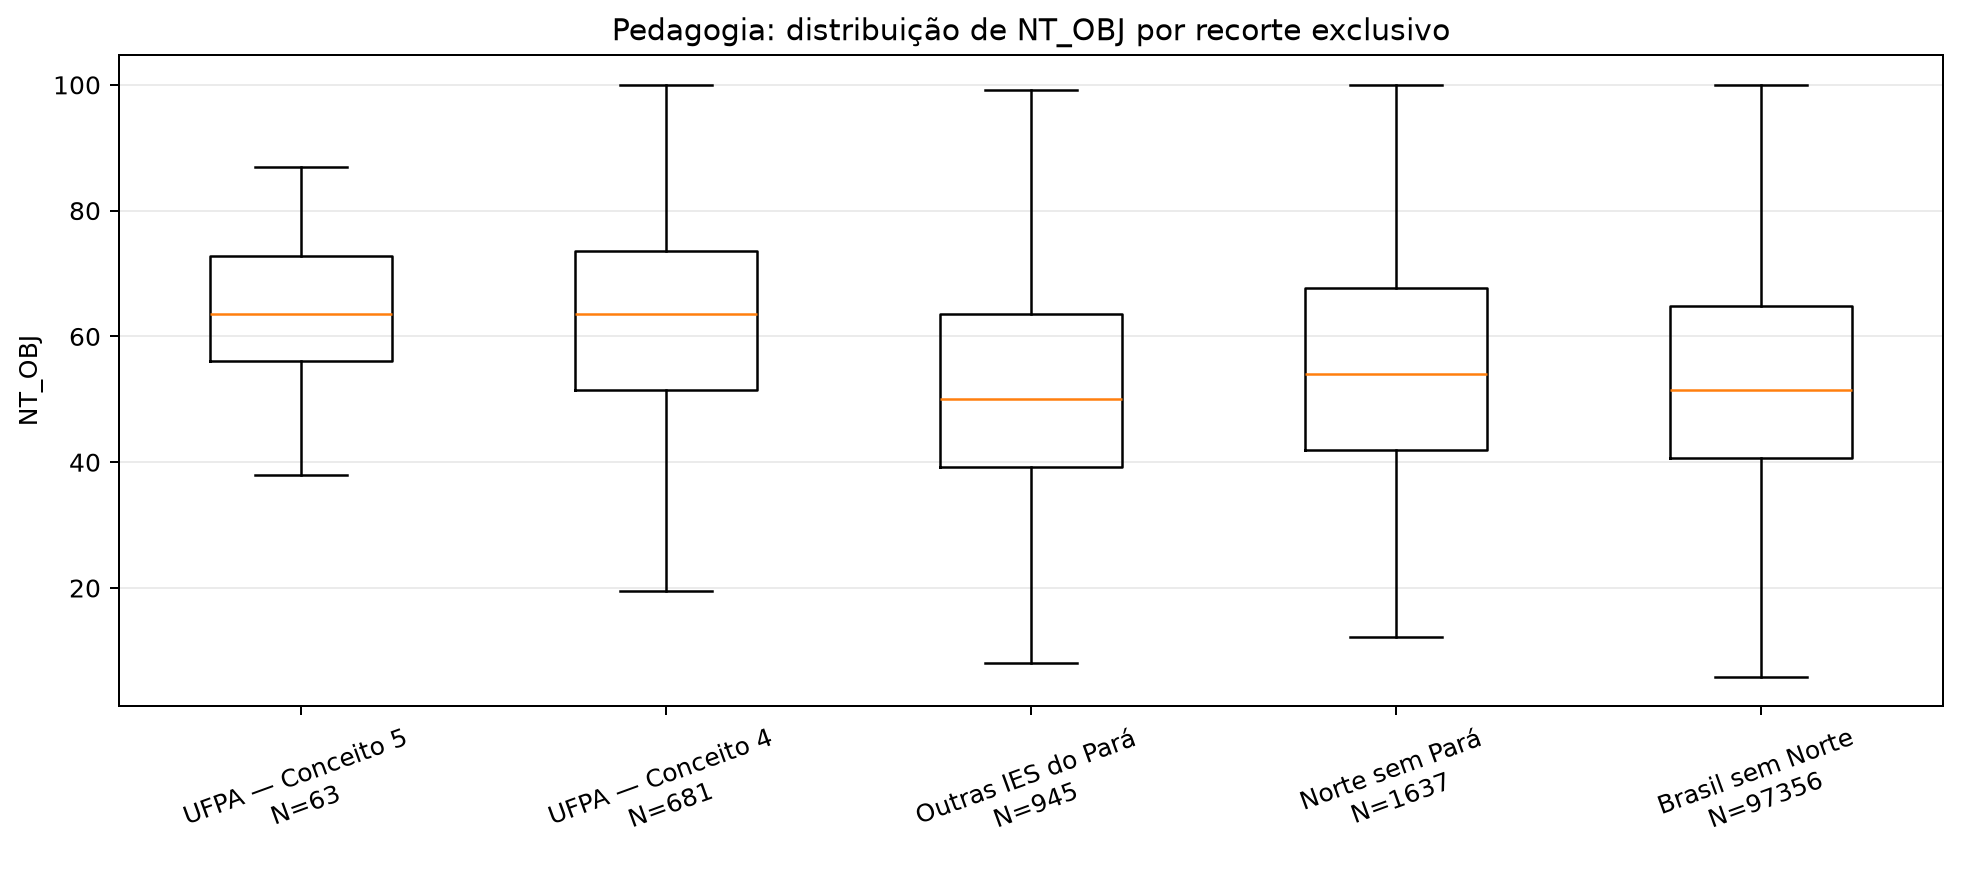 Pedagogia: distribuição de NT_OBJ por recorte exclusivo
NT_OBJ
100
80
60
40
20
UFPA — Conceito 5
N=63
UFPA — Conceito 4
N=681
Outras IES do Pará
N=945
Norte sem Pará
N=1637
Brasil sem Norte
N=97356